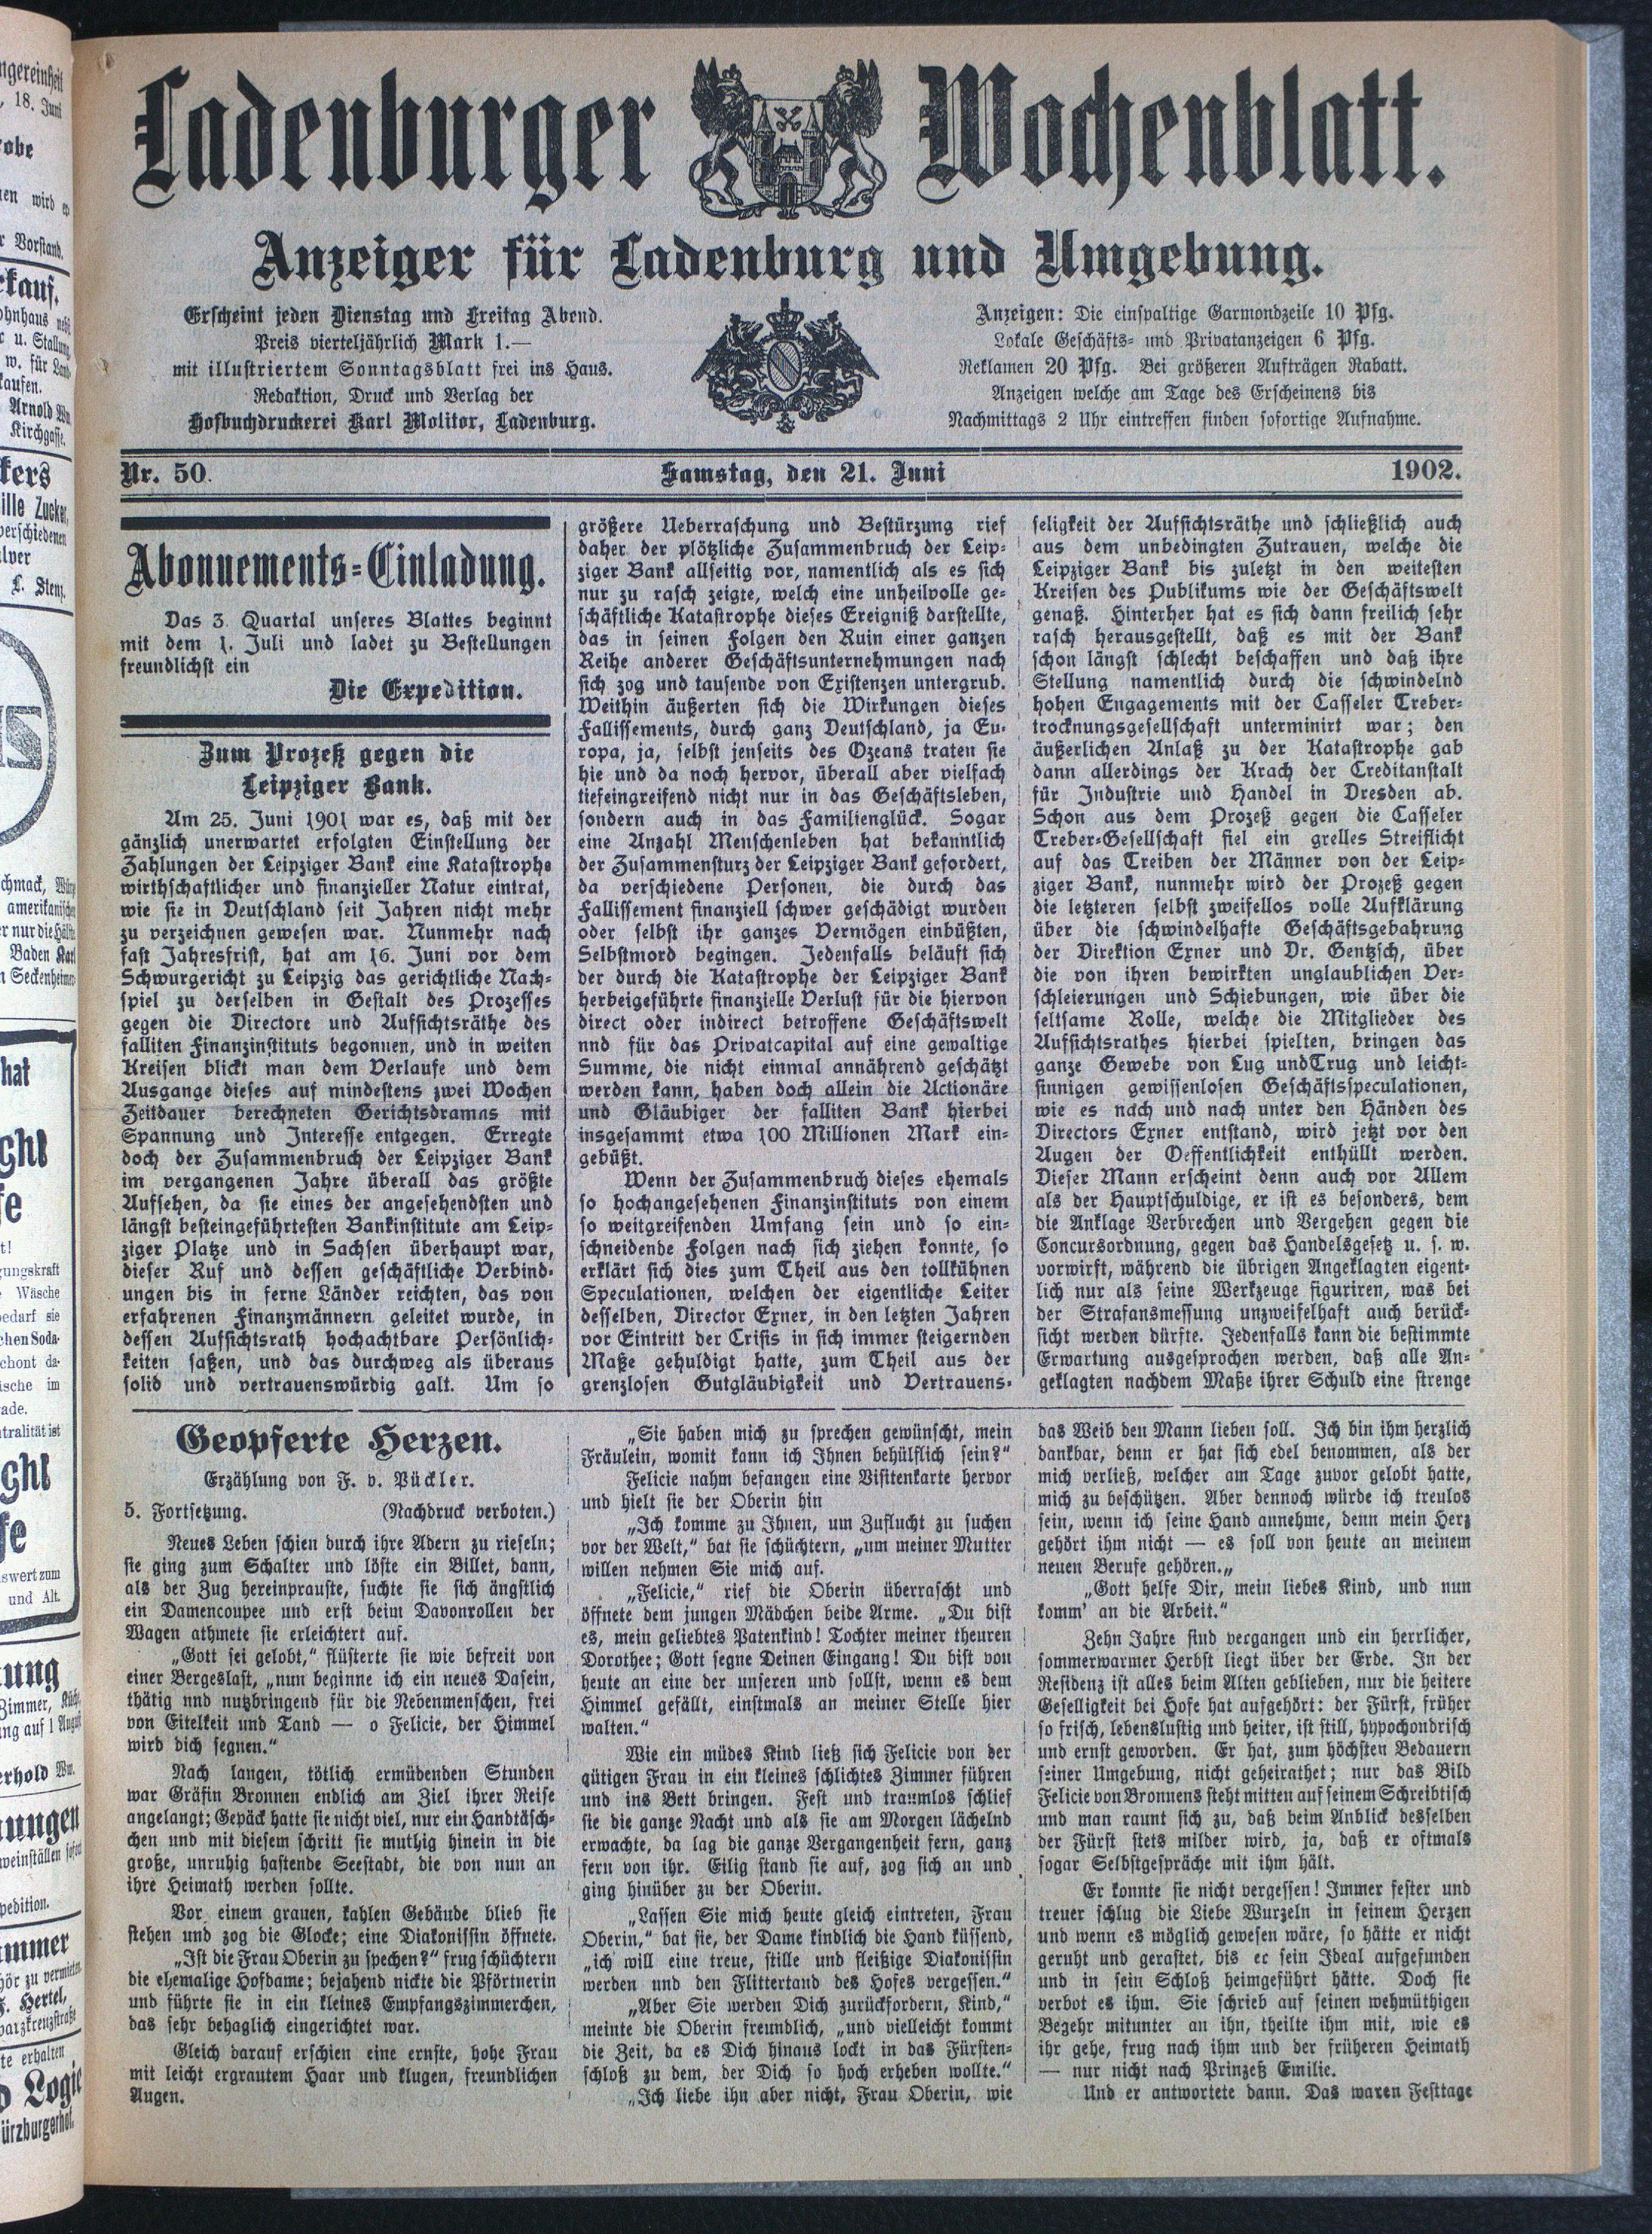 Ladenburger Wochenblatt.
Anzeiger für Ladenburg und Umgebung.
Erscheint jeden Dienstag und Freitag Abend.
Preis vierteljährlich Mark 1.—
mit illustriertem Sonntagsblatt frei ins Haus.
Redaktion, Druck und Verlag der
Hofbuchdruckerei Karl Molitor, Ladenburg.
Anzeigen: Die einspaltige Garmondzeile 10 Pfg.
Lokale Geschäfts- und Privatanzeigen 6 Pfg.
Reklamen 20 Pfg. Bei größeren Aufträgen Rabatt.
Anzeigen welche am Tage des Erscheinens bis
Nachmittags 2 Uhr eintreffen finden sofortige Aufnahme.
Nr. 50. Samstag, den 21. Juni 1902.
Abonnements-Einladung.
Das 3. Quartal unseres Blattes beginnt
mit dem 1. Juli und ladet zu Bestellungen
freundlichst ein
Die Expedition.
Zum Prozeß gegen die
Leipziger Bank.
Am 25. Juni 1901 war es, daß mit der
gänzlich unerwartet erfolgten Einstellung der
Zahlungen der Leipziger Bank eine Katastrophe
wirthschaftlicher und finanzieller Natur eintrat,
wie sie in Deutschland seit Jahren nicht mehr
zu verzeichnen gewesen war. Nunmehr nach
fast Jahresfrist, hat am 16. Juni vor dem
Schwurgericht zu Leipzig das gerichtliche Nach-
spiel zu derselben in Gestalt des Prozesses
gegen die Directore und Aufsichtsräthe des
falliten Finanzinstituts begonnen, und in weiten
Kreisen blickt man dem Verlaufe und dem
Ausgange dieses auf mindestens zwei Wochen
Zeitdauer berechneten Gerichtsdramas mit
Spannung und Interesse entgegen. Erregte
doch der Zusammenbruch der Leipziger Bank
im vergangenen Jahre überall das größte
Aufsehen, da sie eines der angesehendsten und
längst besteingeführtesten Bankinstitute am Leip-
ziger Platze und in Sachsen überhaupt war,
dieser Ruf und dessen geschäftliche Verbind-
ungen bis in ferne Länder reichten, das von
erfahrenen Finanzmännern geleitet wurde, in
dessen Aufsichtsrath hochachtbare Persönlich-
keiten saßen, und das durchweg als überaus
solid und vertrauenswürdig galt. Um so
größere Ueberraschung und Bestürzung rief
daher der plötzliche Zusammenbruch der Leip-
ziger Bank allseitig vor, namentlich als es sich
nur zu rasch zeigte, welch eine unheilvolle ge-
schäftliche Katastrophe dieses Ereigniß darstellte,
das in seinen Folgen den Ruin einer ganzen
Reihe anderer Geschäftsunternehmungen nach
sich zog und tausende von Existenzen untergrub.
Weithin äußerten sich die Wirkungen dieses
Fallissements, durch ganz Deutschland, ja Eu-
ropa, ja, selbst jenseits des Ozeans traten sie
hie und da noch hervor, überall aber vielfach
tiefeingreifend nicht nur in das Geschäftsleben,
sondern auch in das Familienglück. Sogar
eine Anzahl Menschenleben hat bekanntlich
der Zusammensturz der Leipziger Bank gefordert,
da verschiedene Personen, die durch das
Fallissement finanziell schwer geschädigt wurden
oder selbst ihr ganzes Vermögen einbüßten,
Selbstmord begingen. Jedenfalls beläuft sich
der durch die Katastrophe der Leipziger Bank
herbeigeführte finanzielle Verlust für die hiervon
direct oder indirect betroffene Geschäftswelt
nnd für das Privatcapital auf eine gewaltige
Summe, die nicht einmal annährend geschätzt
werden kann, haben doch allein die Actionäre
und Gläubiger der falliten Bank hierbei
insgesammt etwa 100 Millionen Mark ein-
gebüßt.
Wenn der Zusammenbruch dieses ehemals
so hochangesehenen Finanzinstituts von einem
so weitgreifenden Umfang sein und so ein-
schneidende Folgen nach sich ziehen konnte, so
erklärt sich dies zum Theil aus den tollkühnen
Speculationen, welchen der eigentliche Leiter
desselben, Director Exner, in den letzten Jahren
vor Eintritt der Crisis in sich immer steigernden
Maße gehuldigt hatte, zum Theil aus der
grenzlosen Gutgläubigkeit und Vertrauens-
seligkeit der Aufsichtsräthe und schließlich auch
aus dem unbedingten Zutrauen, welche die
Leipziger Bank bis zuletzt in den weitesten
Kreisen des Publikums wie der Geschäftswelt
genaß. Hinterher hat es sich dann freilich sehr
rasch herausgestellt, daß es mit der Bank
schon längst schlecht beschaffen und daß ihre
Stellung namentlich durch die schwindelnd
hohen Engagements mit der Casseler Treber-
trocknungsgesellschaft unterminirt war; den
äußerlichen Anlaß zu der Katastrophe gab
dann allerdings der Krach der Creditanstalt
für Industrie und Handel in Dresden ab.
Schon aus dem Prozeß gegen die Casseler
Treber-Gesellschaft fiel ein grelles Streiflicht
auf das Treiben der Männer von der Leip-
ziger Bank, nunmehr wird der Prozeß gegen
die letzteren selbst zweifellos volle Aufklärung
über die schwindelhafte Geschäftsgebahrung
der Direktion Exner und Dr. Gentzsch, über
die von ihren bewirkten unglaublichen Ver-
schleierungen und Schiebungen, wie über die
seltsame Rolle, welche die Mitglieder des
Aufsichtsrathes hierbei spielten, bringen das
ganze Gewebe von Lug undTrug und leicht-
sinnigen gewissenlosen Geschäftsspeculationen,
wie es nach und nach unter den Händen des
Directors Exner entstand, wird jetzt vor den
Augen der Oeffentlichkeit enthüllt werden.
Dieser Mann erscheint denn auch vor Allem
als der Hauptschuldige, er ist es besonders, dem
die Anklage Verbrechen und Vergehen gegen die
Concursordnung, gegen das Handelsgesetz u. s. w.
vorwirft, während die übrigen Angeklagten eigent-
lich nur als seine Werkzeuge figuriren, was bei
der Strafansmessung unzweifelhaft auch berück-
sicht werden dürfte. Jedenfalls kann die bestimmte
Erwartung ausgesprochen werden, daß alle An-
geklagten nachdem Maße ihrer Schuld eine strenge
Geopferte Herzen.
Erzählung von F. v. Pückler.
5. Fortsetzung. (Nachdruck verboten.)
Neues Leben schien durch ihre Adern zu rieseln;
sie ging zum Schalter und löste ein Billet, dann,
als der Zug hereinprauste, suchte sie sich ängstlich
ein Damencoupee und erst beim Davonrollen der
Wagen athmete sie erleichtert auf.
„Gott sei gelobt,“ flüsterte sie wie befreit von
einer Bergeslast, „nun beginne ich ein neues Dasein,
thätig nnd nutzbringend für die Nebenmenschen, frei
von Eitelkeit und Tand — o Felicie, der Himmel
wird dich segnen.“
Nach langen, tötlich ermüdenden Stunden
war Gräfin Bronnen endlich am Ziel ihrer Reise
angelangt; Gepäck hatte sie nicht viel, nur ein Handtäsch-
chen und mit diesem schritt sie muthig hinein in die
große, unruhig hastende Seestadt, die von nun an
ihre Heimath werden sollte.
Vor einem grauen, kahlen Gebäude blieb sie
stehen und zog die Glocke; eine Diakonissin öffnete.
„Ist die Frau Oberin zu spechen?“ frug schüchtern
die ehemalige Hofdame; bejahend nickte die Pförtnerin
und führte sie in ein kleines Empfangszimmerchen,
das sehr behaglich eingerichtet war.
Gleich darauf erschien eine ernste, hohe Frau
mit leicht ergrautem Haar und klugen, freundlichen
Augen.
„Sie haben mich zu sprechen gewünscht, mein
Fräulein, womit kann ich Ihnen behülflich sein?“
Felicie nahm befangen eine Visitenkarte hervor
und hielt sie der Oberin hin
„Ich komme zu Ihnen, um Zuflucht zu suchen
vor der Welt,“ bat sie schüchtern, „um meiner Mutter
willen nehmen Sie mich auf.
„Felicie,“ rief die Oberin überrascht und
öffnete dem jungen Mädchen beide Arme. „Du bist
es, mein geliebtes Patenkind! Tochter meiner theuren
Dorothee; Gott segne Deinen Eingang! Du bist von
heute an eine der unseren und sollst, wenn es dem
Himmel gefällt, einstmals an meiner Stelle hier
walten.“
Wie ein müdes Kind ließ sich Felicie von der
gütigen Frau in ein kleines schlichtes Zimmer führen
und ins Bett bringen. Fest und traumlos schlief
sie die ganze Nacht und als sie am Morgen lächelnd
erwachte, da lag die ganze Vergangenheit fern, ganz
fern von ihr. Eilig stand sie auf, zog sich an und
ging hinüber zu der Oberin.
„Lassen Sie mich heute gleich eintreten, Frau
Oberin,“ bat sie, der Dame kindlich die Hand küssend,
„ich will eine treue, stille und fleißige Diakonissin
werden und den Flittertand des Hofes vergessen.“
„Aber Sie werden Dich zurückfordern, Kind,“
meinte die Oberin freundlich, „und vielleicht kommt
die Zeit, da es Dich hinaus lockt in das Fürsten-
schloß zu dem, der Dich so hoch erheben wollte.“
„Ich liebe ihn aber nicht, Frau Oberin, wie
das Weib den Mann lieben soll. Ich bin ihm herzlich
dankbar, denn er hat sich edel benommen, als der
mich verließ, welcher am Tage zuvor gelobt hatte,
mich zu beschützen. Aber dennoch würde ich treulos
sein, wenn ich seine Hand annehme, denn mein Herz
gehört ihm nicht — es soll von heute an meinem
neuen Berufe gehören.„
„Gott helfe Dir, mein liebes Kind, und nun
komm' an die Arbeit.“
Zehn Jahre sind vergangen und ein herrlicher,
sommerwarmer Herbst liegt über der Erde. In der
Residenz ist alles beim Alten geblieben, nur die heitere
Geselligkeit bei Hofe hat aufgehört: der Fürst, früher
so frisch, lebenslustig und heiter, ist still, hypochondrisch
und ernst geworden. Er hat, zum höchsten Bedauern
seiner Umgebung, nicht geheirathet; nur das Bild
Felicie von Bronnens steht mitten auf seinem Schreibtisch
und man raunt sich zu, daß beim Anblick desselben
der Fürst stets milder wird, ja, daß er oftmals
sogar Selbstgespräche mit ihm hält.
Er konnte sie nicht vergessen! Immer fester und
treuer schlug die Liebe Wurzeln in seinem Herzen
und wenn es möglich gewesen wäre, so hätte er nicht
geruht und gerastet, bis er sein Ideal aufgefunden
und in sein Schloß heimgeführt hätte. Doch sie
verbot es ihm. Sie schrieb auf seinen wehmüthigen
Begehr mitunter an ihn, theilte ihm mit, wie es
ihr gehe, frug nach ihm und der früheren Heimath
— nur nicht nach Prinzeß Emilie.
Und er antwortete dann. Das waren Festtage